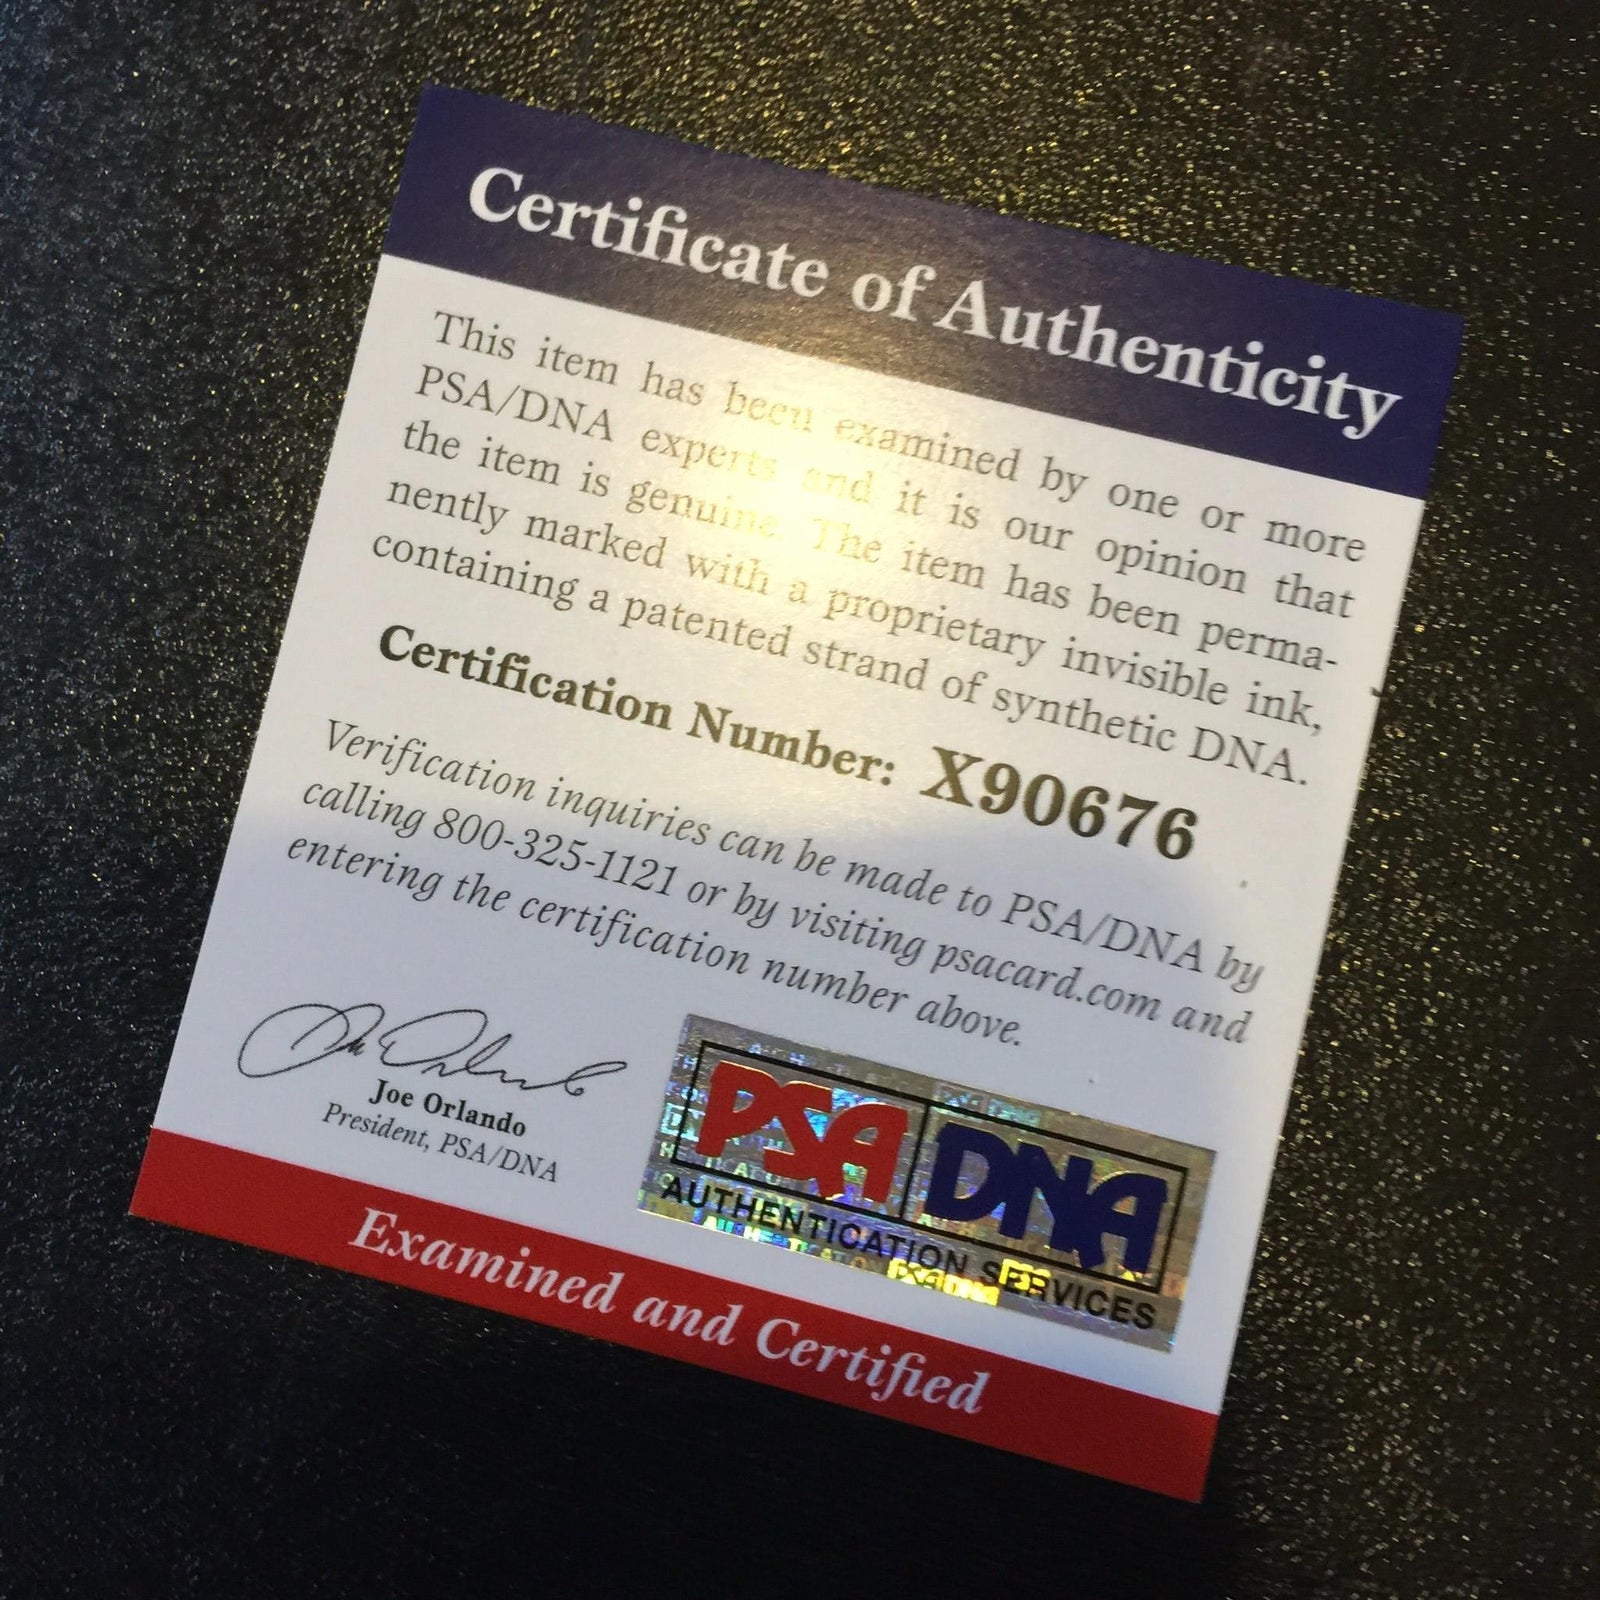 Certificate of Authenticity
This item has been examined by one or more
PSA/DNA experts and it is our opinion that
the item is genuine. The item has been perma-
nently marked with a proprietary invisible ink,
containing a patented strand of synthetic DNA.
Certification Number: X90676
Verification inquiries can be made to PSA/DNA by
calling 800-325-1121 or by visiting psacard.com and
entering the certification number above.
Joe Orlando
President, PSA/DNA
PSA DNA
AUTHENTICATION SERVICES
Examined and Certified